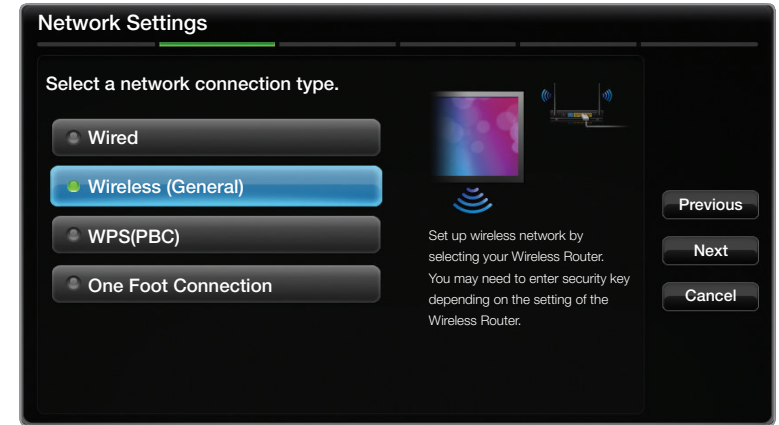 Network Settings
Select a network connection type.
Wired
Wireless (General)
WPS(PBC)
One Foot Connection
Set up wireless network by
selecting your Wireless Router.
You may need to enter security key
depending on the setting of the
Wireless Router.
Previous
Next
Cancel